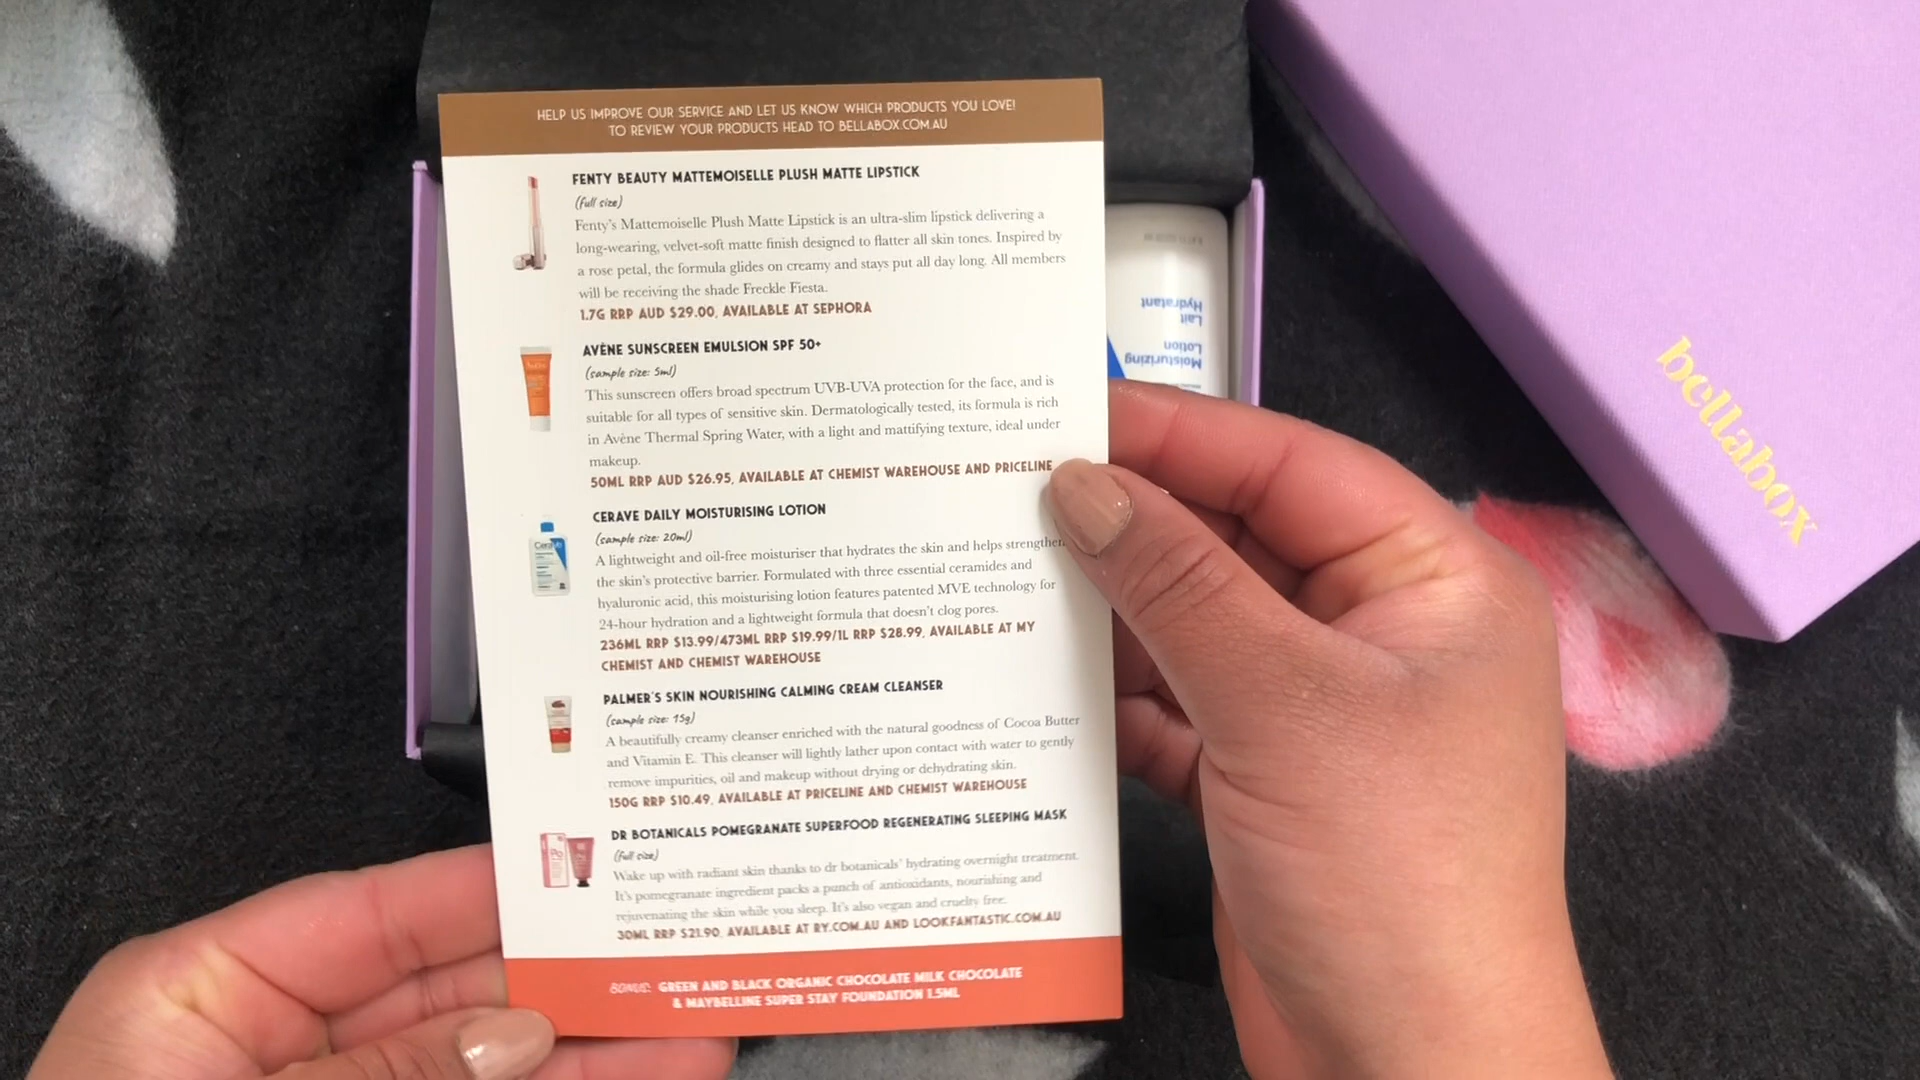 HELP US IMPROVE OUR SERVICE AND LET US KNOW WHICH PRODUCTS YOU LOVE!
TO REVIEW YOUR PRODUCTS HEAD TO BELLABOX.COM.AU
FENTY BEAUTY MATTEMOISELLE PLUSH MATTE LIPSTICK
(full size)
Fenty's Mattemoiselle Plush Matte Lipstick is an ultra-slim lipstick delivering a
long-wearing, velvet-soft matte finish designed to flatter all skin tones. Inspired by
a rose petal, the formula glides on creamy and stays put all day long. All members
will be receiving the shade Freckle Fiesta.
1.7G RRP AUD $29.00, AVAILABLE AT SEPHORA
AVÈNE SUNSCREEN EMULSION SPF 50+
(sample size: 5ml)
This sunscreen offers broad spectrum UVB-UVA protection for the face, and is
suitable for all types of sensitive skin. Dermatologically tested, its formula is rich
in Avène Thermal Spring Water, with a light and mattifying texture, ideal under
makeup.
50ML RRP AUD $26.95, AVAILABLE AT CHEMIST WAREHOUSE AND PRICELINE
CERAVE DAILY MOISTURISING LOTION
(sample size: 20ml)
A lightweight and oil-free moisturiser that hydrates the skin and helps strengthen
the skin's protective barrier. Formulated with three essential ceramides and
hyaluronic acid, this moisturising lotion features patented MVE technology for
24-hour hydration and a lightweight formula that doesn't clog pores.
236ML RRP $13.99/473ML RRP $19.99/1L RRP $28.99, AVAILABLE AT MY
CHEMIST AND CHEMIST WAREHOUSE
PALMER'S SKIN NOURISHING CALMING CREAM CLEANSER
(sample size: 15g)
A beautifully creamy cleanser enriched with the natural goodness of Cocoa Butter
and Vitamin E. This cleanser will lightly lather upon contact with water to gently
remove impurities, oil and makeup without drying or dehydrating skin.
150G RRP $10.49, AVAILABLE AT PRICELINE AND CHEMIST WAREHOUSE
DR BOTANICALS POMEGRANATE SUPERFOOD REGENERATING SLEEPING MASK
(full size)
Wake up with radiant skin thanks to dr botanicals' hydrating overnight treatment.
It's pomegranate ingredient packs a punch of antioxidants, nourishing and
rejuvenating the skin while you sleep. It's also vegan and cruelty free.
30ML RRP $21.90, AVAILABLE AT RY.COM.AU AND LOOKFANTASTIC.COM.AU
BONUS: GREEN AND BLACK ORGANIC CHOCOLATE MILK CHOCOLATE
& MAYBELLINE SUPER STAY FOUNDATION 1.5ML
Moisturizing
Lotion
Lait
Hydratant
bellabox